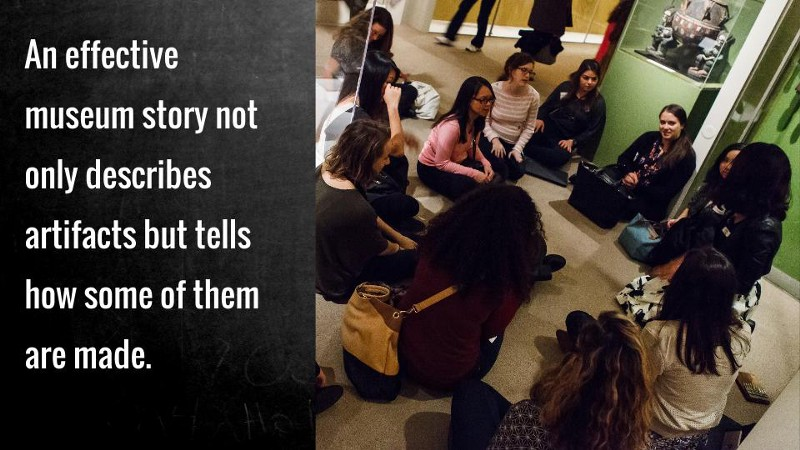 An effective
museum story not
only describes
artifacts but tells
how some of them
are made.